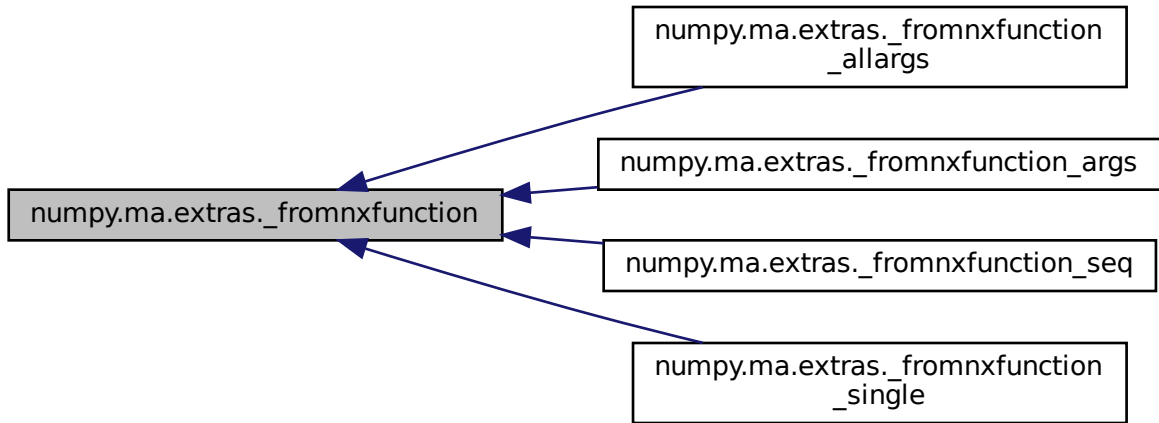 numpy.ma.extras._fromnxfunction
_allargs
numpy.ma.extras._fromnxfunction_args
numpy.ma.extras._fromnxfunction
numpy.ma.extras._fromnxfunction_seq
numpy.ma.extras._fromnxfunction
_single